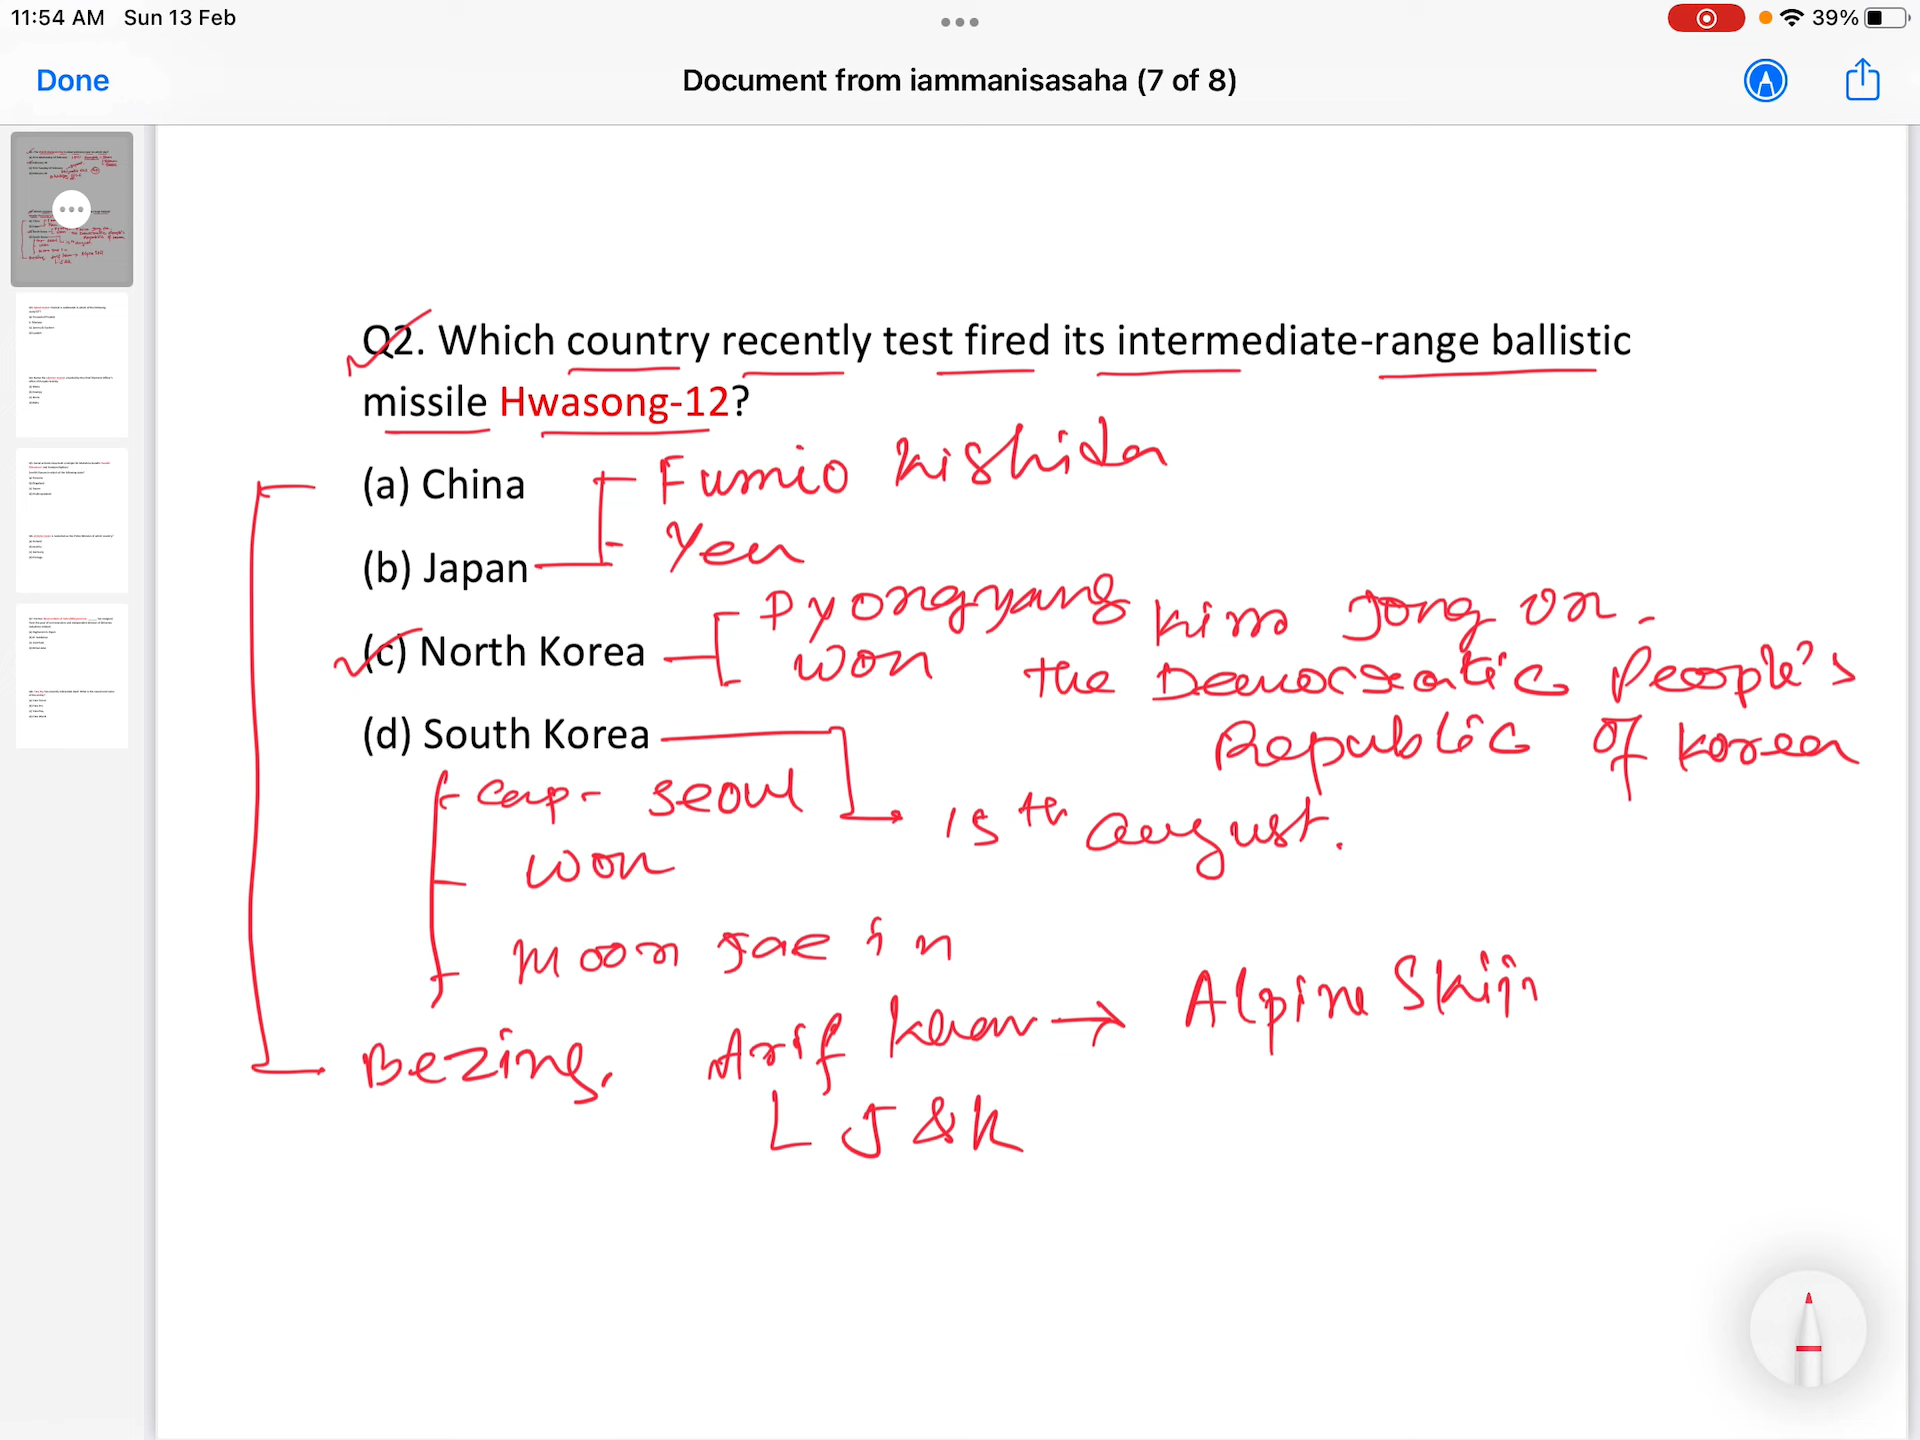 11:54 AM Sun 13 Feb
39%
Done
Document from iammanisasaha (7 of 8)
Q2. Which country recently test fired its intermediate-range ballistic
missile Hwasong-12?
(a) China
Fumio Kishida
(b) Japan
Yen
(c) North Korea
Pyongyang Kim Jong on.
won the Democratic People's
Republic of Korea
(d) South Korea
15th august.
cap- seoul
won
moon Jae in
Bezing.
Arif Khan → Alpine Skiin
J&K